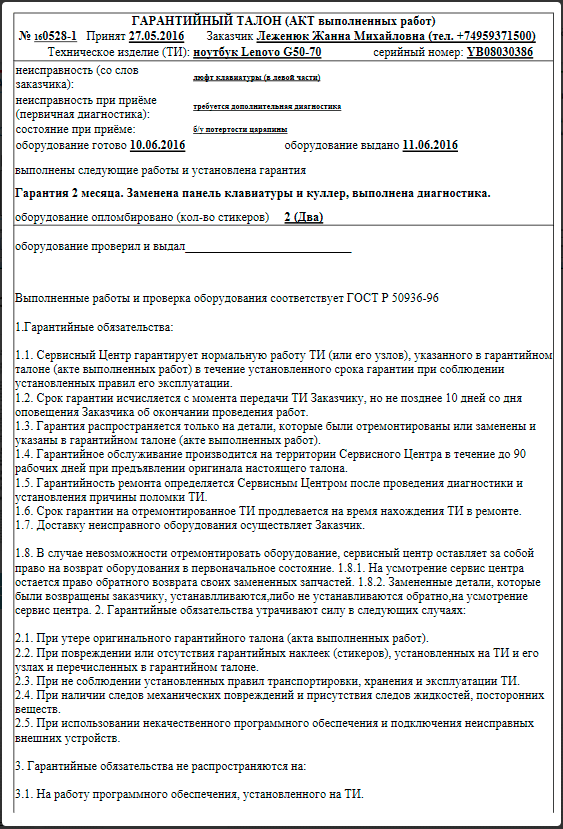 ГАРАНТИЙНЫЙ ТАЛОН (АКТ выполненных работ)
№ 160528-1 Принят 27.05.2016 Заказчик Леженюк Жанна Михайловна (тел. +74959371500)
Техническое изделие (ТИ): ноутбук Lenovo G50-70 серийный номер: YB08030386
неисправность (со слов
заказчика):
люфт клавиатуры (в левой части)
неисправность при приёме
(первичная диагностика):
требуется дополнительная диагностика
состояние при приёме: б/у потертости царапины
оборудование готово 10.06.2016 оборудование выдано 11.06.2016
выполнены следующие работы и установлена гарантия
Гарантия 2 месяца. Заменена панель клавиатуры и куллер, выполнена диагностика.
оборудование опломбировано (кол-во стикеров) 2 (Два)
оборудование проверил и выдал___________________________
Выполненные работы и проверка оборудования соответствует ГОСТ Р 50936-96
1.Гарантийные обязательства:
1.1. Сервисный Центр гарантирует нормальную работу ТИ (или его узлов), указанного в гарантийном
талоне (акте выполненных работ) в течение установленного срока гарантии при соблюдении
установленных правил его эксплуатации.
1.2. Срок гарантии исчисляется с момента передачи ТИ Заказчику, но не позднее 10 дней со дня
оповещения Заказчика об окончании проведения работ.
1.3. Гарантия распространяется только на детали, которые были отремонтированы или заменены и
указаны в гарантийном талоне (акте выполненных работ).
1.4. Гарантийное обслуживание производится на территории Сервисного Центра в течение до 90
рабочих дней при предъявлении оригинала настоящего талона.
1.5. Гарантийность ремонта определяется Сервисным Центром после проведения диагностики и
установления причины поломки ТИ.
1.6. Срок гарантии на отремонтированное ТИ продлевается на время нахождения ТИ в ремонте.
1.7. Доставку неисправного оборудования осуществляет Заказчик.
1.8. В случае невозможности отремонтировать оборудование, сервисный центр оставляет за собой
право на возврат оборудования в первоначальное состояние. 1.8.1. На усмотрение сервис центра
остается право обратного возврата своих замененных запчастей. 1.8.2. Замененные детали, которые
были возвращены заказчику, устанавлливаются,либо не устанавливаются обратно,на усмотрение
сервис центра. 2. Гарантийные обязательства утрачивают силу в следующих случаях:
2.1. При утере оригинального гарантийного талона (акта выполненных работ).
2.2. При повреждении или отсутствия гарантийных наклеек (стикеров), установленных на ТИ и его
узлах и перечисленных в гарантийном талоне.
2.3. При не соблюдении установленных правил транспортировки, хранения и эксплуатации ТИ.
2.4. При наличии следов механических повреждений и присутствия следов жидкостей, посторонних
веществ.
2.5. При использовании некачественного программного обеспечения и подключения неисправных
внешних устройств.
3. Гарантийные обязательства не распространяются на:
3.1. На работу программного обеспечения, установленного на ТИ.